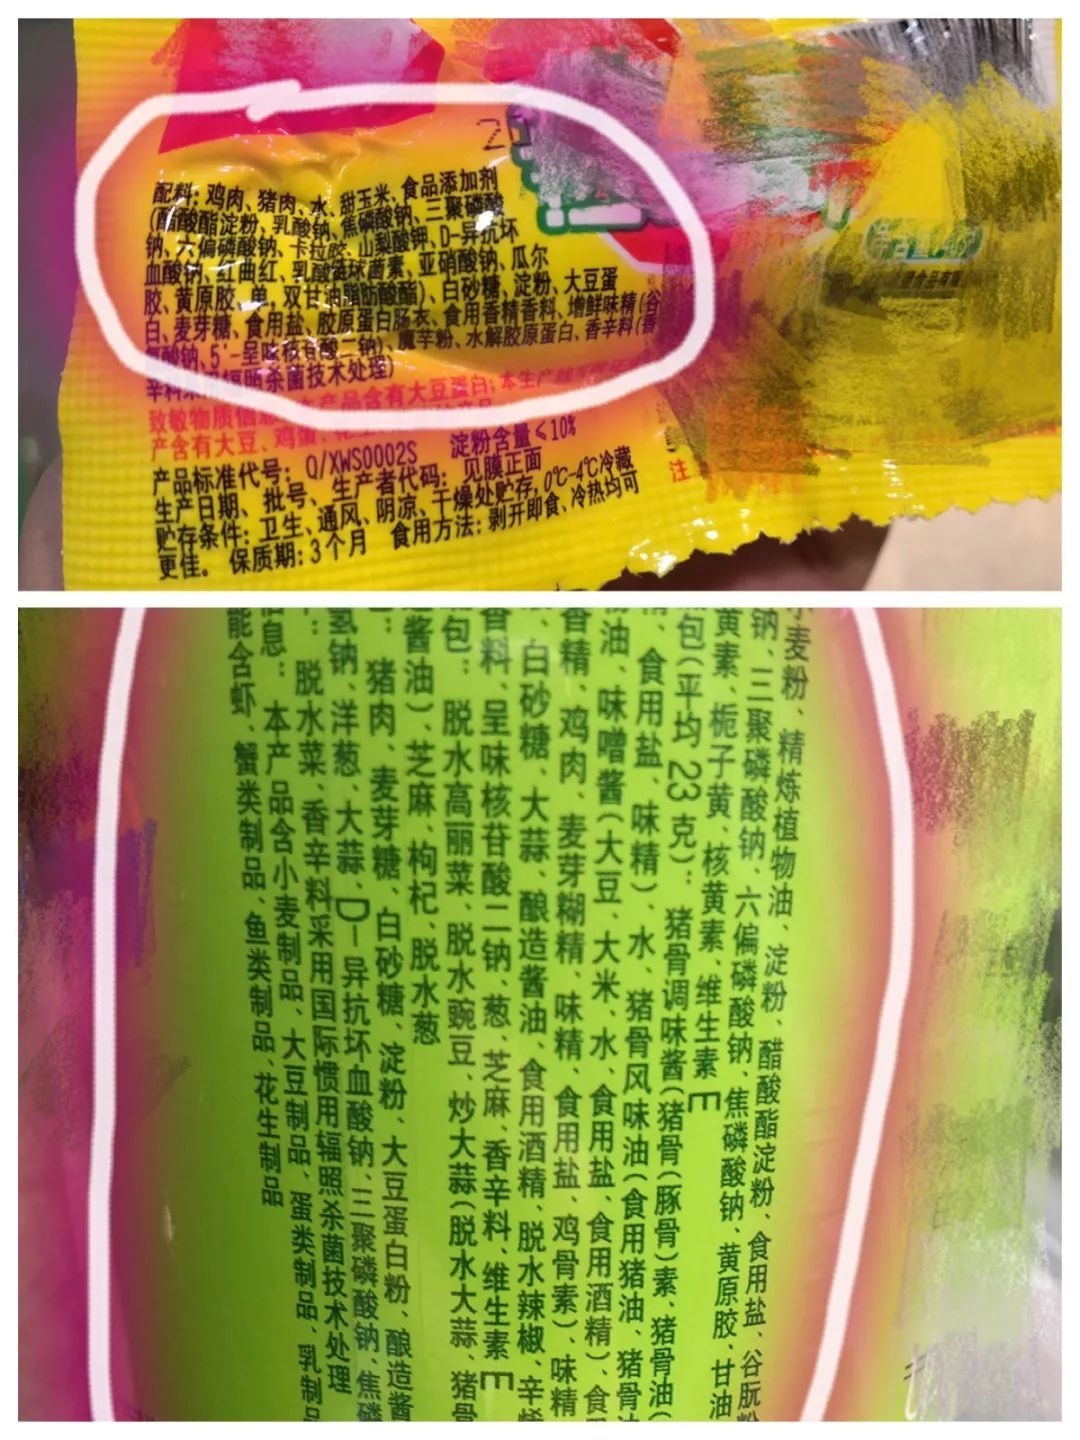 配料: 鸡肉、猪肉、水、甜玉米、食品添加剂
(醋酸酯淀粉、乳酸钠、焦磷酸钠、三聚磷酸
钠、六偏磷酸钠、卡拉胶、山梨酸钾、D-异抗坏
血酸钠、红曲红、乳酸链球菌素、亚硝酸钠、瓜尔
胶、黄原胶、单, 双甘油脂肪酸酯)、白砂糖、淀粉、大豆蛋
白、麦芽糖、食用盐、胶原蛋白肠衣、食用香精香料、增鲜味精(谷
氨酸钠、5'-呈味核苷酸二钠)、魔芋粉、水解胶原蛋白、香辛料(香
辛料采用辐照杀菌技术处理)
致敏物质信息: 本产品含有大豆蛋白; 本生产线
产含有大豆、鸡蛋、
产品标准代号: Q/XWS0002S 淀粉含量≤10%
生产日期、批号、生产者代码: 见膜正面
贮存条件: 卫生、通风、阴凉、干燥处贮存, 0℃-4℃冷藏
更佳。 保质期: 3个月 食用方法: 剥开即食、冷热均可
注
小麦粉、精炼植物油、淀粉、醋酸酯淀粉、食用盐、谷朊粉
钠、三聚磷酸钠、六偏磷酸钠、焦磷酸钠、黄原胶、甘油
黄素、栀子黄、核黄素、维生素E
包(平均23克): 猪骨调味酱(猪骨(豚骨)素、猪骨油(
、食用盐、味精)、水、猪骨风味油(食用猪油、猪骨
油、味噌酱(大豆、大米、水、食用盐、食用酒精)、食
香精、鸡肉、麦芽糊精、味精、食用盐、鸡骨素)、味精
、白砂糖、大蒜、酿造酱油、食用酒精、脱水辣椒、辛
香料、呈味核苷酸二钠、葱、芝麻、香辛料、维生素E
包: 脱水高丽菜、脱水豌豆、炒大蒜(脱水大蒜、猪骨
酱油)、芝麻、枸杞、脱水葱
: 猪肉、麦芽糖、白砂糖、淀粉、大豆蛋白粉、酿造酱
氢钠、洋葱、大蒜、D-异抗坏血酸钠、三聚磷酸钠、焦磷
: 脱水菜、香辛料采用国际惯用辐照杀菌技术处理
信息: 本产品含小麦制品、大豆制品、蛋类制品、乳制品
能含虾、蟹类制品、鱼类制品、花生制品